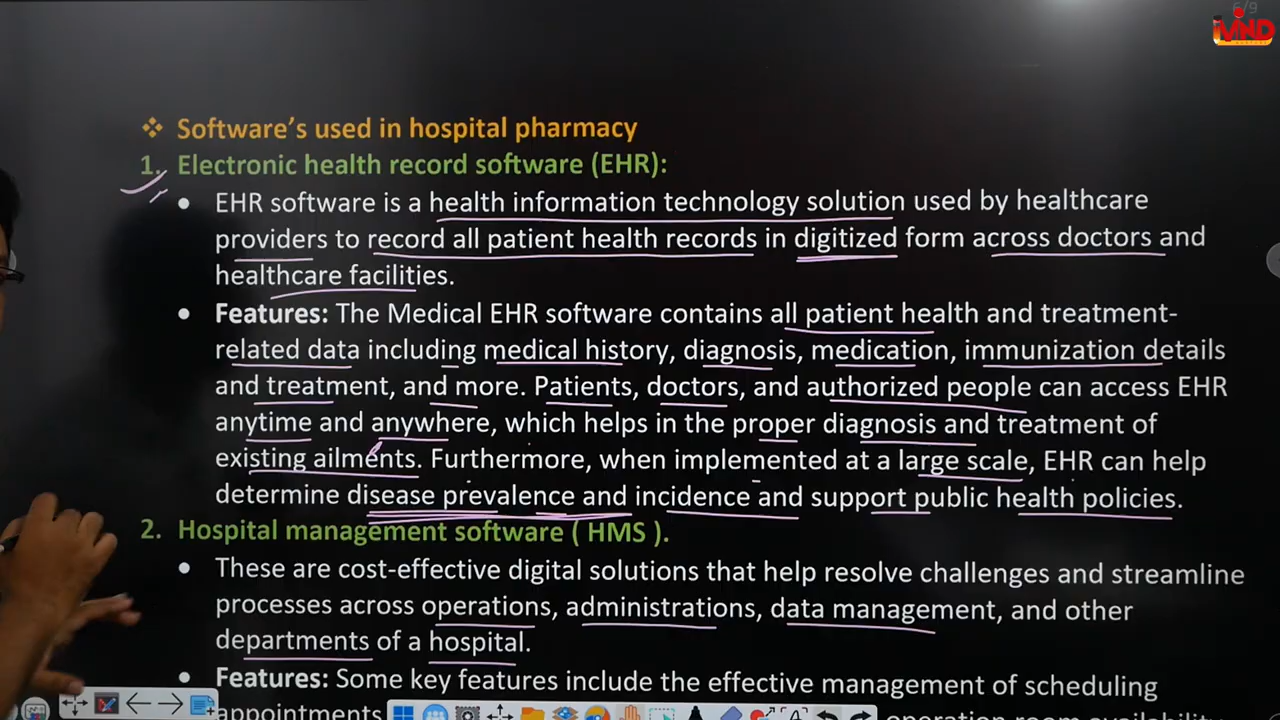 6/9
iMIND
❖ Software's used in hospital pharmacy
1. Electronic health record software (EHR):
• EHR software is a health information technology solution used by healthcare
providers to record all patient health records in digitized form across doctors and
healthcare facilities.
• Features: The Medical EHR software contains all patient health and treatment-
related data including medical history, diagnosis, medication, immunization details
and treatment, and more. Patients, doctors, and authorized people can access EHR
anytime and anywhere, which helps in the proper diagnosis and treatment of
existing ailments. Furthermore, when implemented at a large scale, EHR can help
determine disease prevalence and incidence and support public health policies.
2. Hospital management software ( HMS ).
• These are cost-effective digital solutions that help resolve challenges and streamline
processes across operations, administrations, data management, and other
departments of a hospital.
• Features: Some key features include the effective management of scheduling
appointments operation room